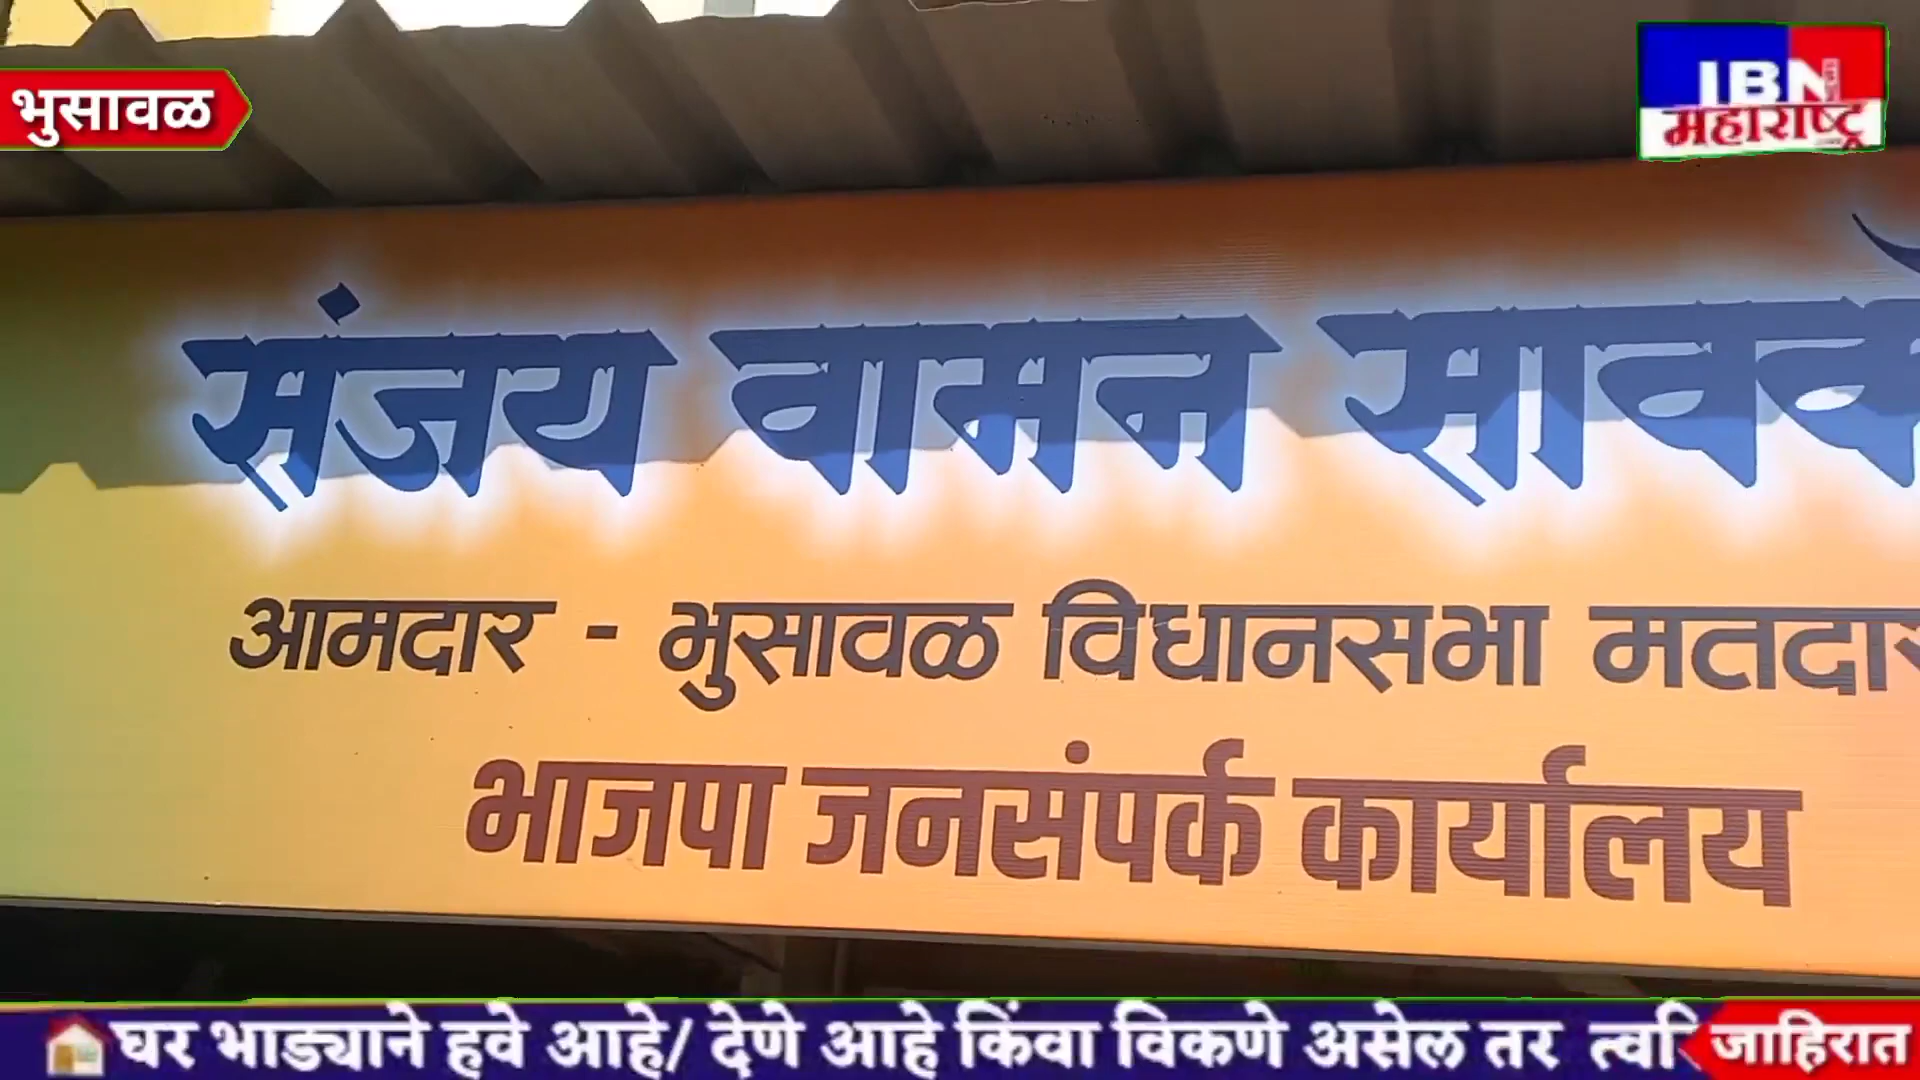 भुसावळ
IBN
महाराष्ट्र
संजय वामन सावके
आमदार - भुसावळ विधानसभा मतदार
भाजपा जनसंपर्क कार्यालय
घर भाड्याने हवे आहे/ देणे आहे किंवा विकणे असेल तर
जाहिरात